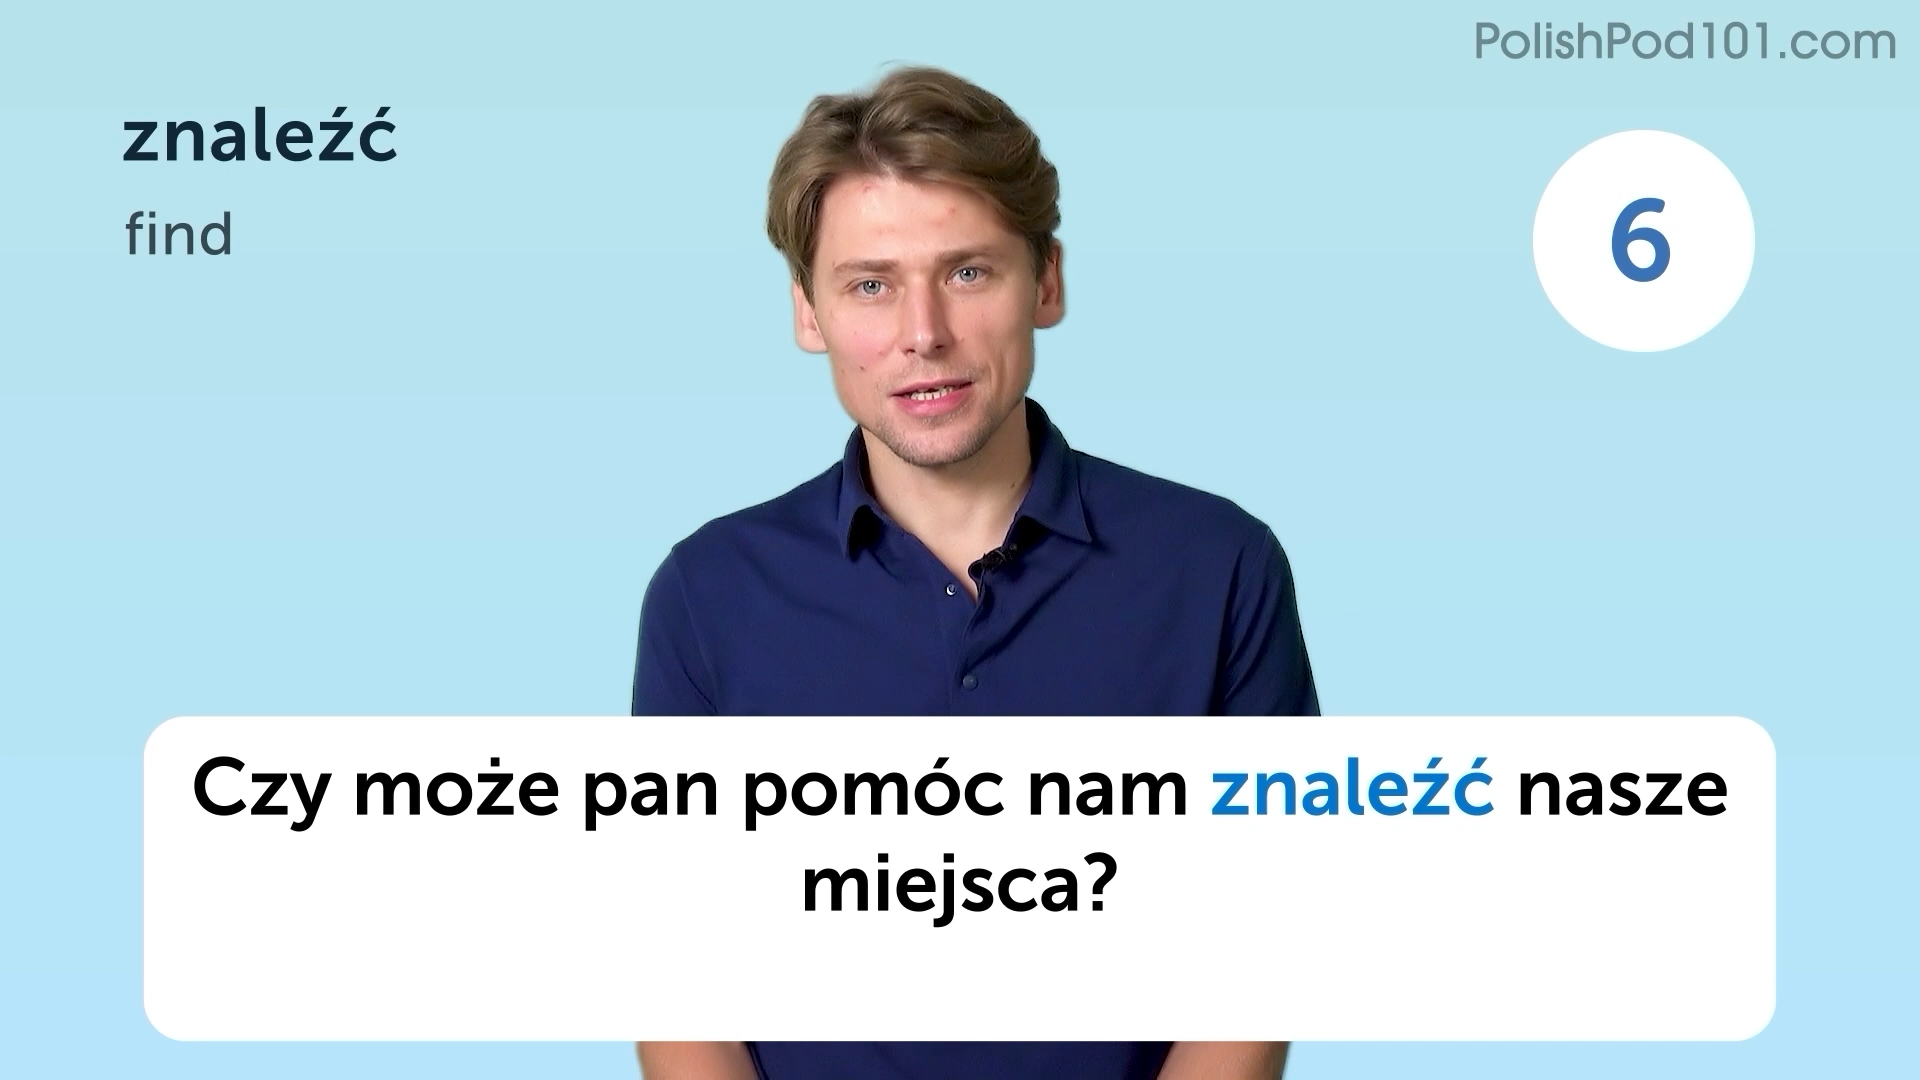 PolishPod101.com
znaleźć
find
6
Czy może pan pomóc nam znaleźć nasze
miejsca?